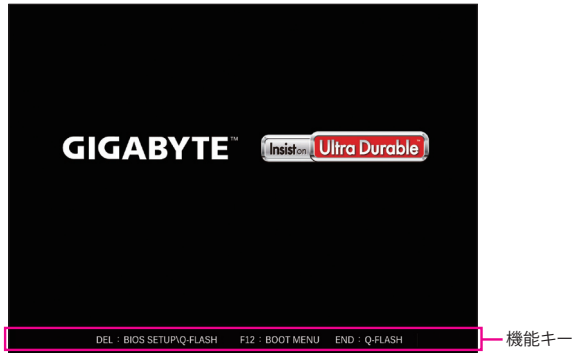 GIGABYTE™
Insist on Ultra Durable™
DEL : BIOS SETUP\Q-FLASH F12 : BOOT MENU END : Q-FLASH
機能キー